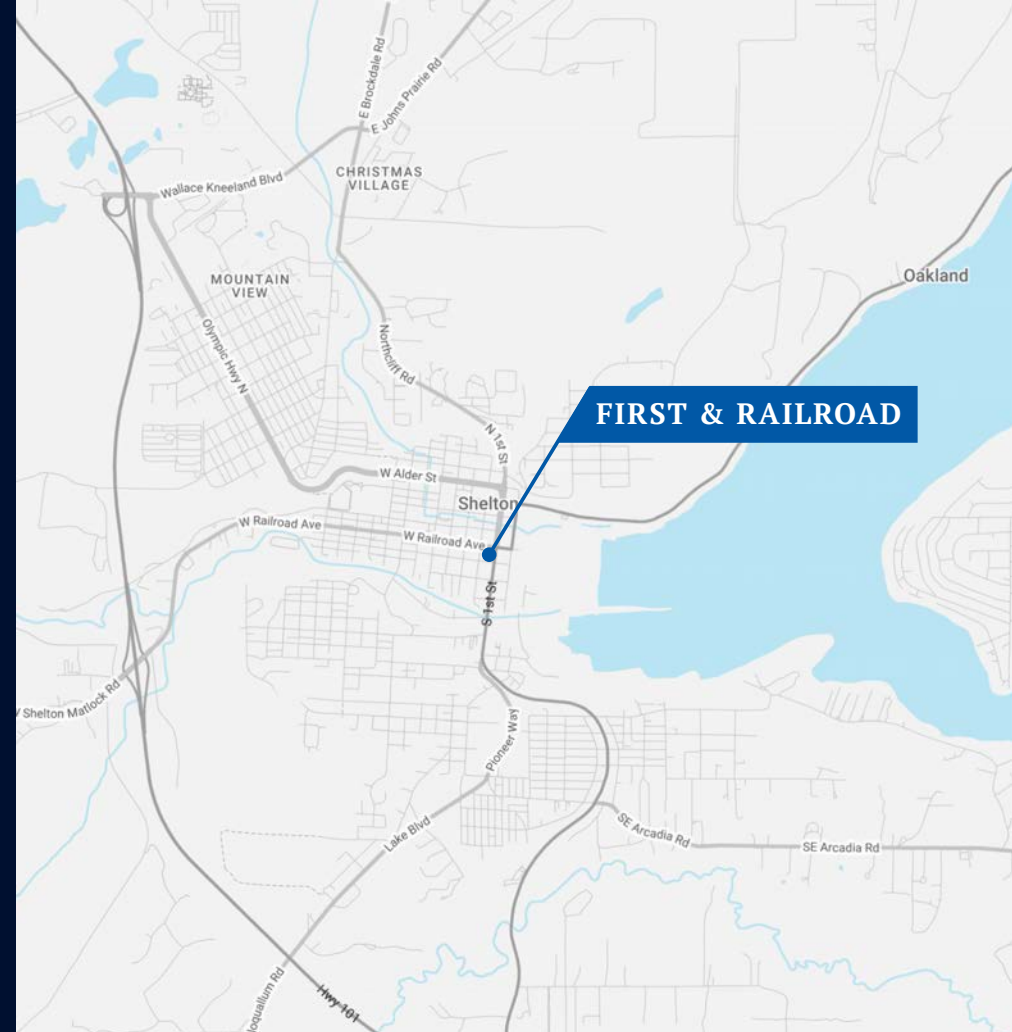 E Brockdale Rd
E Johns Prairie Rd
CHRISTMAS
VILLAGE
Wallace Kneeland Blvd
MOUNTAIN
VIEW
Oakland
Olympic Hwy N
Northcliff Rd
FIRST & RAILROAD
N 1st St
W Alder St
Shelton
W Railroad Ave
W Railroad Ave
S 1st St
Shelton Matlock Rd
Pioneer Way
Lake Blvd
SE Arcadia Rd
SE Arcadia Rd
Rd
Hwy 101